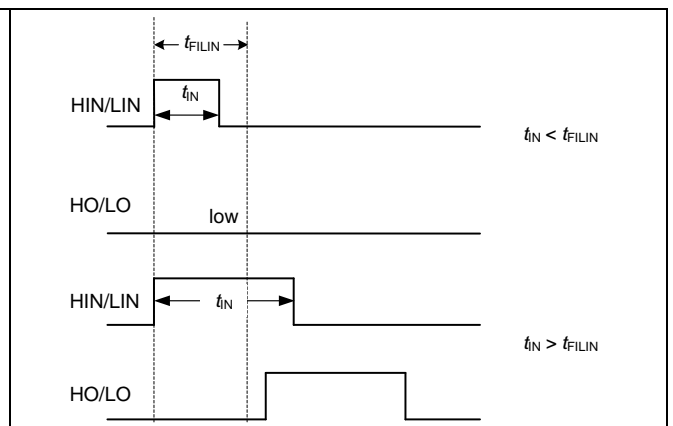 tFILIN
HIN/LIN
tIN
tIN < tFILIN
HO/LO
low
HIN/LIN
tIN
tIN > tFILIN
HO/LO